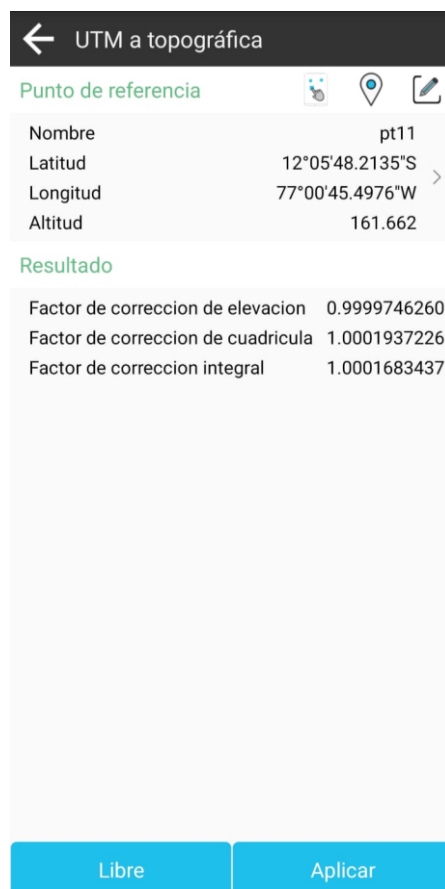 UTM a topográfica
Punto de referencia
Nombre pt11
Latitud 12°05'48.2135"S
Longitud 77°00'45.4976"W
Altitud 161.662
Resultado
Factor de correccion de elevacion 0.9999746260
Factor de correccion de cuadricula 1.0001937226
Factor de correccion integral 1.0001683437
Libre Aplicar